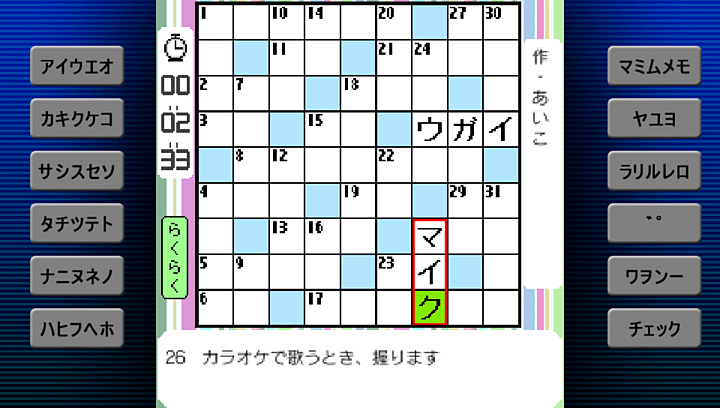 アイウエオ
カキクケコ
サシスセソ
タチツテト
ナニヌネノ
ハヒフヘホ
00
02
33
らくらく
1 10 14 20 27 30
11 21 24
2 7 18
3 15 ウ ガ イ
8 12 22
4 19 29 31
13 16 マ
5 9 23 イ
6 17 ク
作・あいこ
マミムメモ
ヤユヨ
ラリルレロ
゛゜
ワヲンー
チェック
26 カラオケで歌うとき、握ります